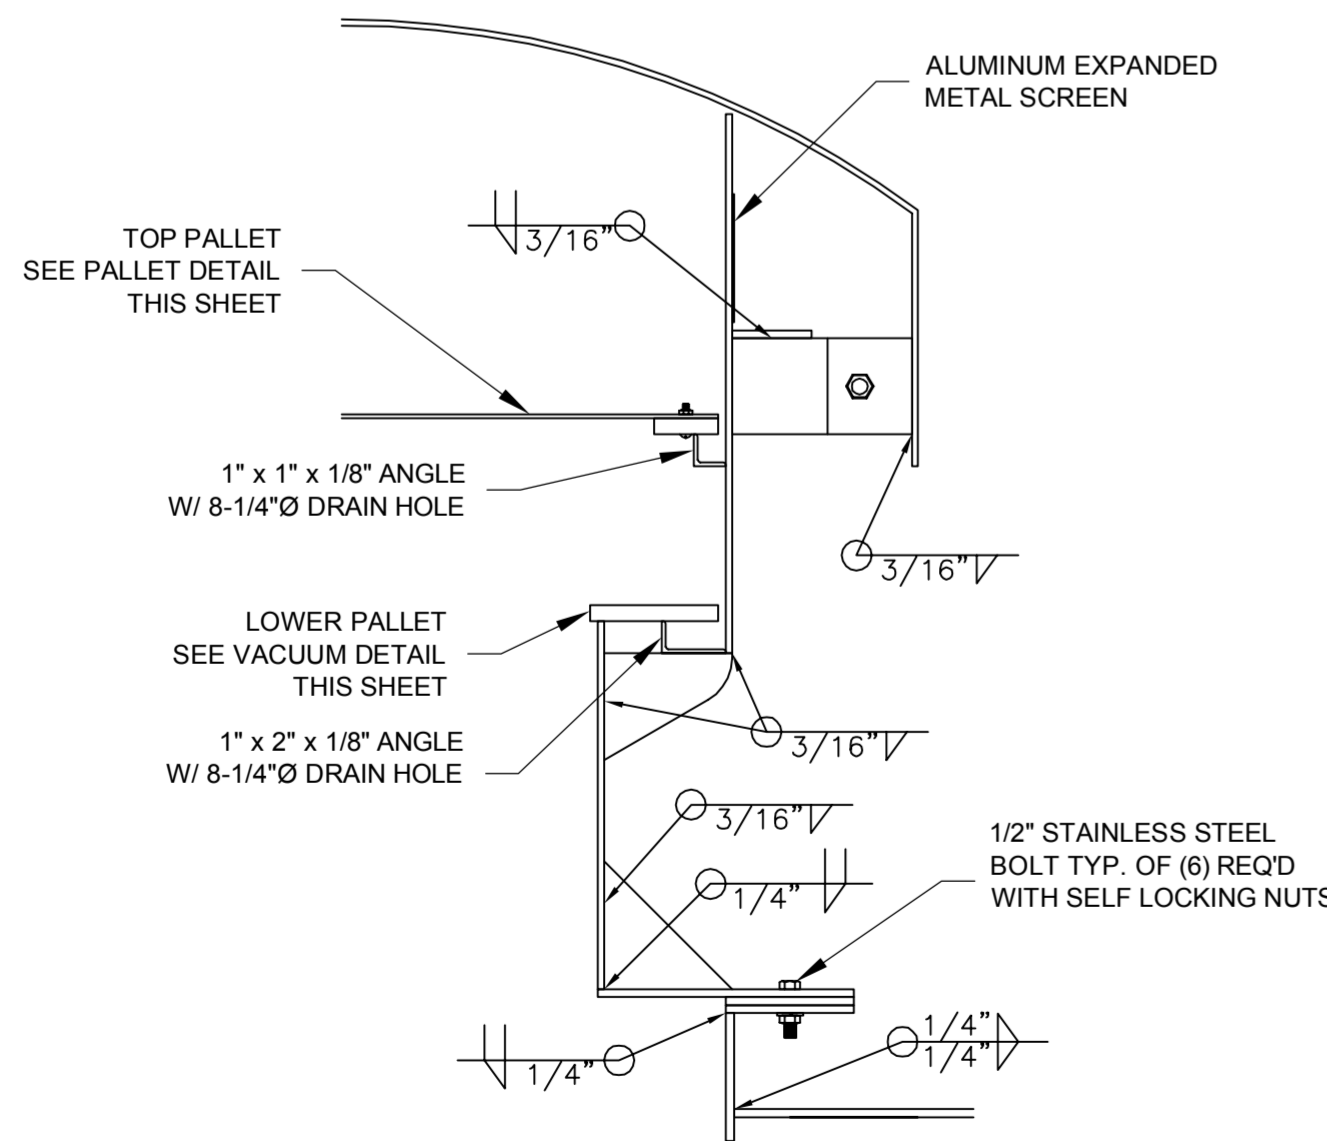 ALUMINUM EXPANDED
METAL SCREEN
3/16”
TOP PALLET
SEE PALLET DETAIL
THIS SHEET
1" x 1" x 1/8" ANGLE
W/ 8-1/4"Ø DRAIN HOLE
3/16”
LOWER PALLET
SEE VACUUM DETAIL
THIS SHEET
3/16”
1" x 2" x 1/8" ANGLE
W/ 8-1/4"Ø DRAIN HOLE
3/16”
1/2" STAINLESS STEEL
BOLT TYP. OF (6) REQ'D
WITH SELF LOCKING NUTS
1/4”
1/4”
1/4”
1/4”